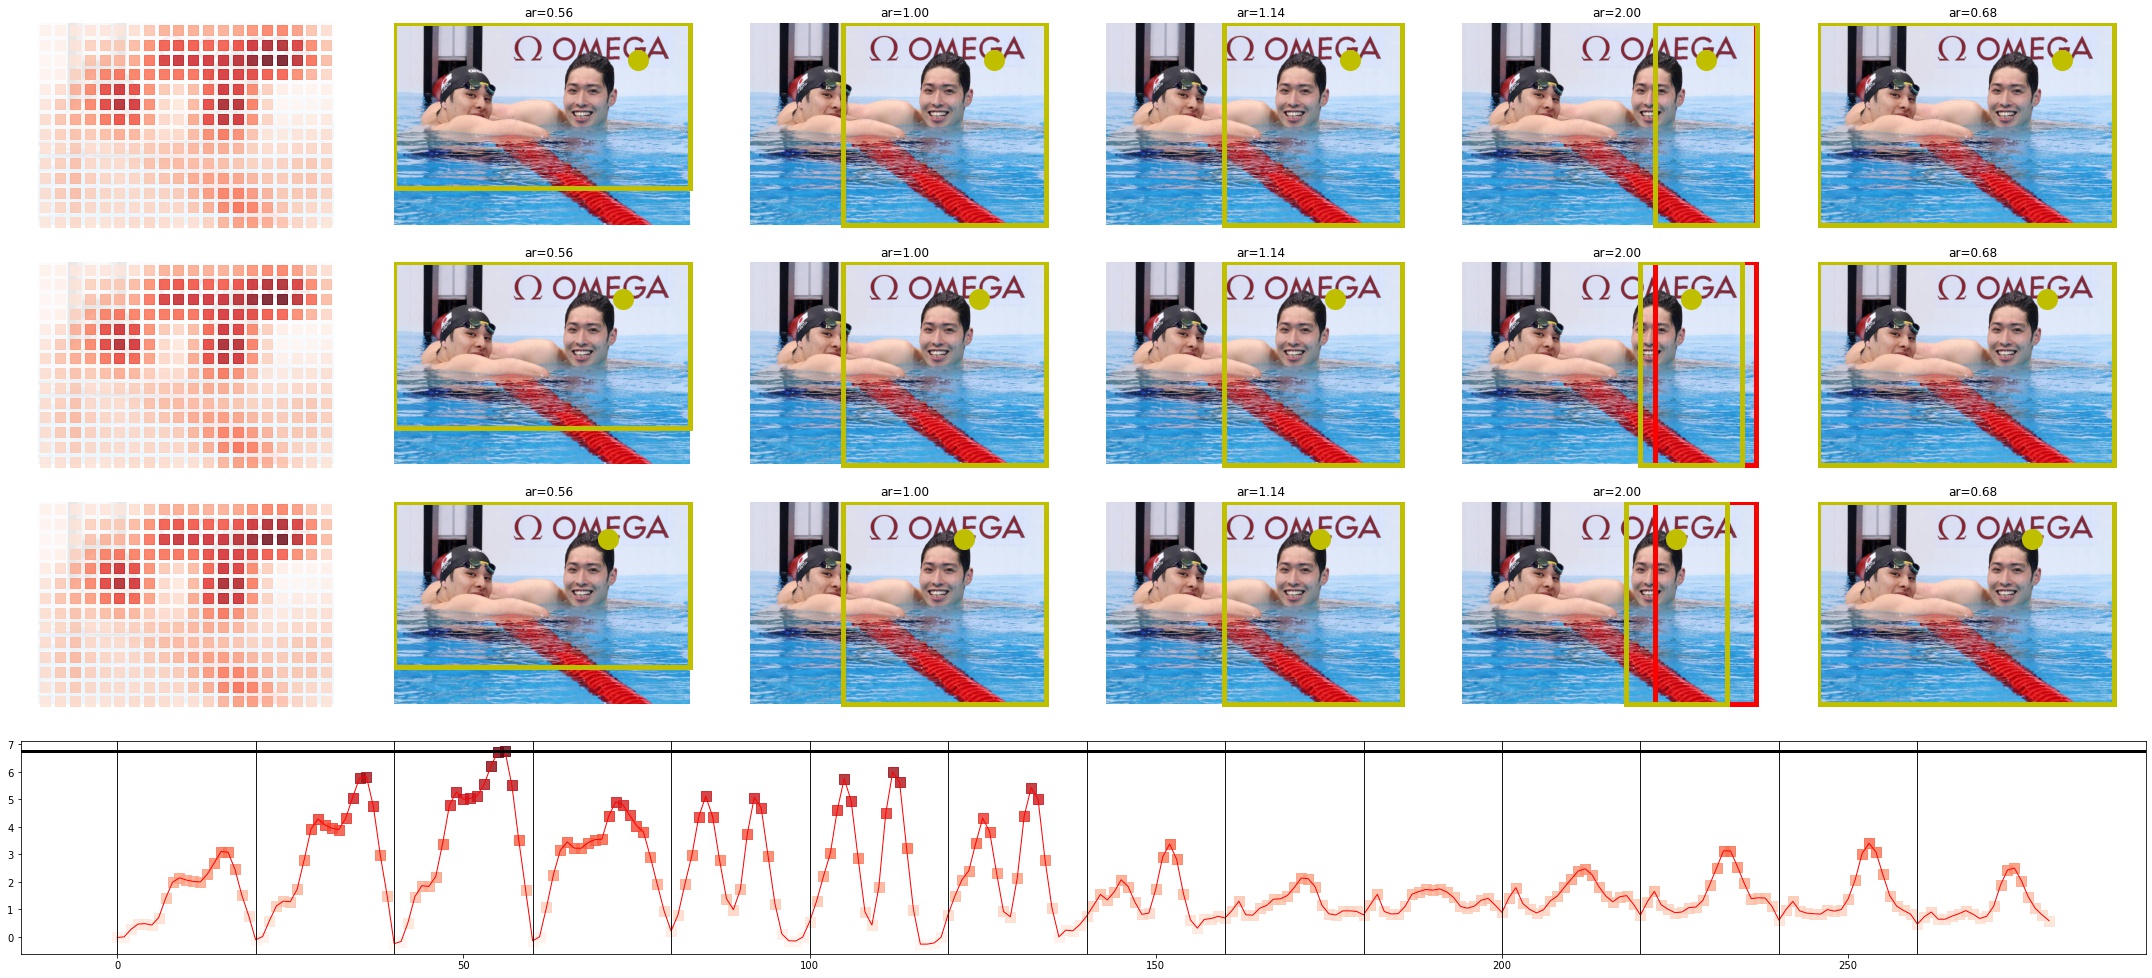 ar=0.56 ar=1.00 ar=1.14 ar=2.00 ar=0.68
Ω OMEGA Ω OMEGA Ω OMEGA Ω OMEGA Ω OMEGA
ar=0.56 ar=1.00 ar=1.14 ar=2.00 ar=0.68
Ω OMEGA Ω OMEGA Ω OMEGA Ω OMEGA Ω OMEGA
ar=0.56 ar=1.00 ar=1.14 ar=2.00 ar=0.68
Ω OMEGA Ω OMEGA Ω OMEGA Ω OMEGA Ω OMEGA
7
6
5
4
3
2
1
0
0 50 100 150 200 250